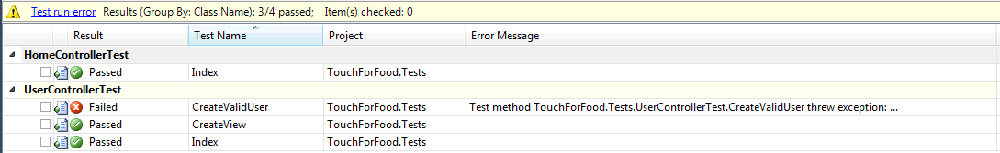 Test run error Results (Group By: Class Name): 3/4 passed; Item(s) checked: 0
Result Test Name Project Error Message
HomeControllerTest
Passed Index TouchForFood.Tests
UserControllerTest
Failed CreateValidUser TouchForFood.Tests Test method TouchForFood.Tests.UserControllerTest.CreateValidUser threw exception: ...
Passed CreateView TouchForFood.Tests
Passed Index TouchForFood.Tests